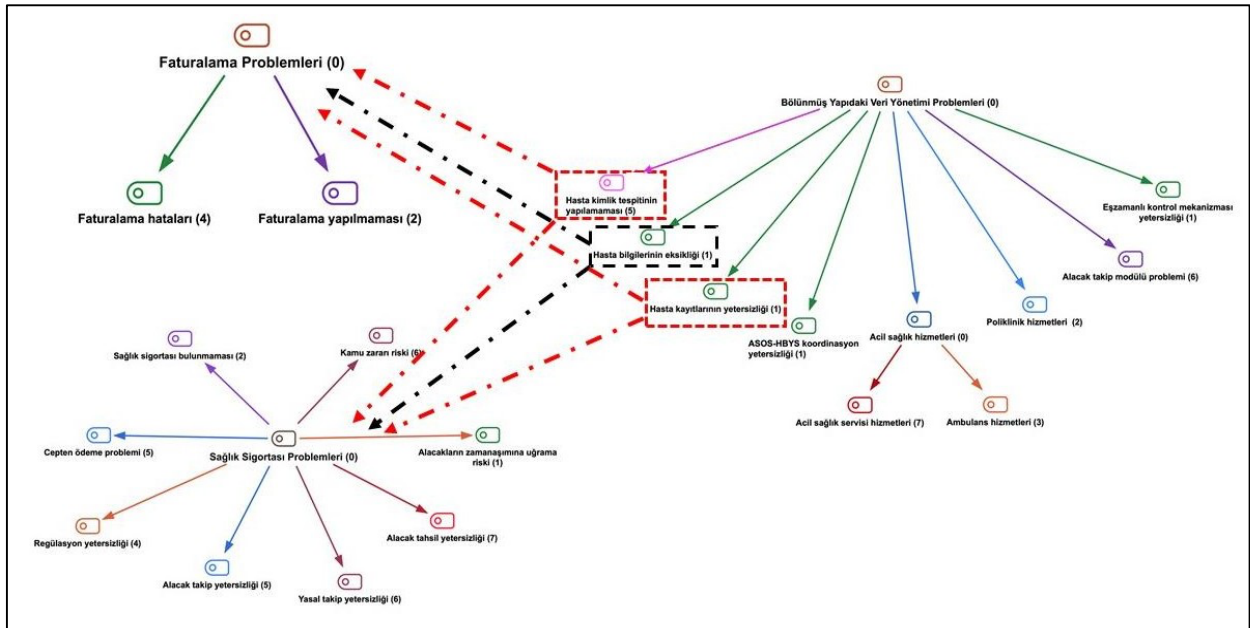 Faturalama Problemleri (0)
Faturalama hataları (4)
Faturalama yapılmaması (2)
Bölünmüş Yapıdaki Veri Yönetimi Problemleri (0)
Hasta kimlik tespitinin
yapılamaması (5)
Hasta bilgilerinin eksikliği (1)
Hasta kayıtlarının yetersizliği (1)
ASOS-HBYS koordinasyon
yetersizliği (1)
Acil sağlık hizmetleri (0)
Acil sağlık servisi hizmetleri (7)
Ambulans hizmetleri (3)
Poliklinik hizmetleri (2)
Alacak takip modülü problemi (6)
Eşzamanlı kontrol mekanizması
yetersizliği (1)
Sağlık sigortası bulunmaması (2)
Kamu zararı riski (6)
Cepten ödeme problemi (5)
Sağlık Sigortası Problemleri (0)
Alacakların zamanaşımına uğrama
riski (1)
Regülasyon yetersizliği (4)
Alacak takip yetersizliği (5)
Yasal takip yetersizliği (6)
Alacak tahsil yetersizliği (7)